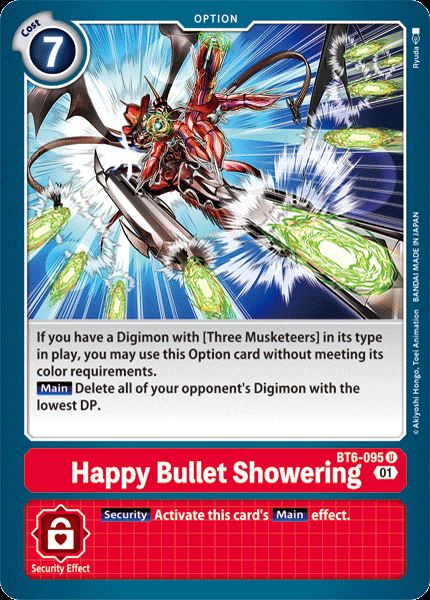 OPTION
Cost
7
Ryuda
If you have a Digimon with [Three Musketeers] in its type
in play, you may use this Option card without meeting its
color requirements.
Main Delete all of your opponent's Digimon with the
lowest DP.
© Akiyoshi Hongo, Toei Animation BANDAI MADE IN JAPAN
BT6-095 U
Happy Bullet Showering 01
Security Activate this card's Main effect.
Security Effect